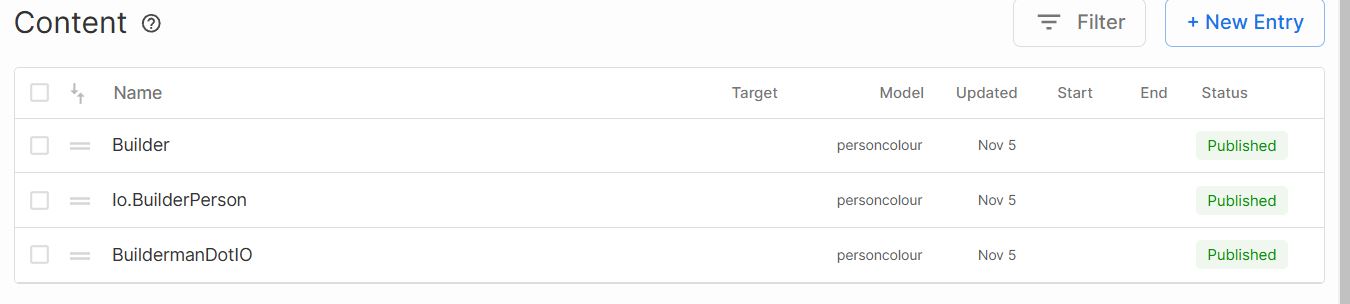 Content
Filter
+ New Entry
Name Target Model Updated Start End Status
Builder personcolour Nov 5 Published
Io.BuilderPerson personcolour Nov 5 Published
BuildermanDotIO personcolour Nov 5 Published